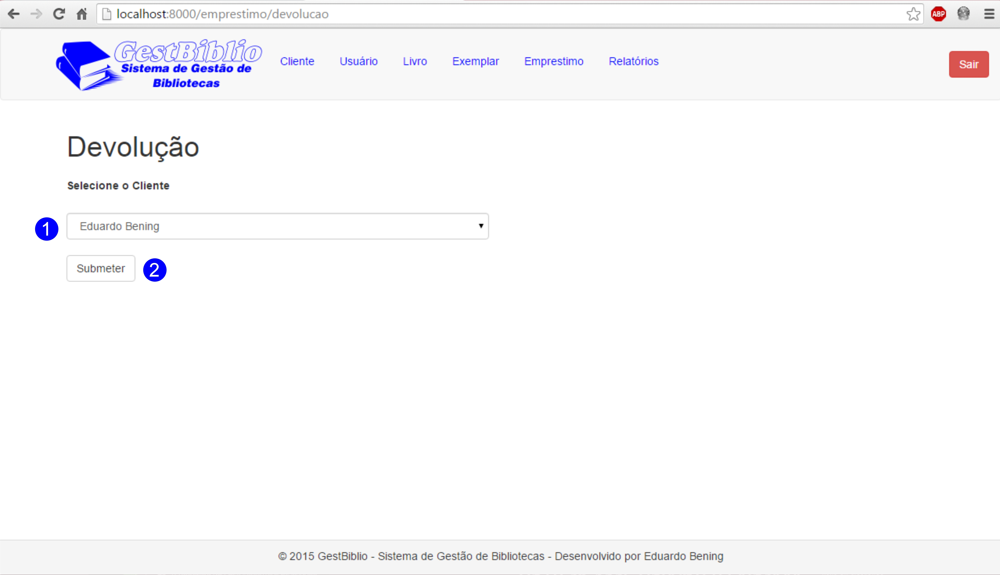 localhost:8000/emprestimo/devolucao
ABP
GestBiblio
Sistema de Gestão de
Bibliotecas
Cliente Usuário Livro Exemplar Emprestimo Relatórios
Sair
Devolução
Selecione o Cliente
1 Eduardo Bening
Submeter 2
© 2015 GestBiblio - Sistema de Gestão de Bibliotecas - Desenvolvido por Eduardo Bening